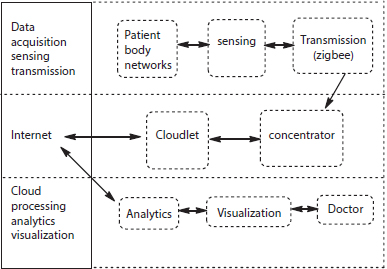 Data
acquisition
sensing
transmission
Patient
body
networks
sensing
Transmission
(zigbee)
Internet
Cloudlet
concentrator
Cloud
processing
analytics
visualization
Analytics
Visualization
Doctor